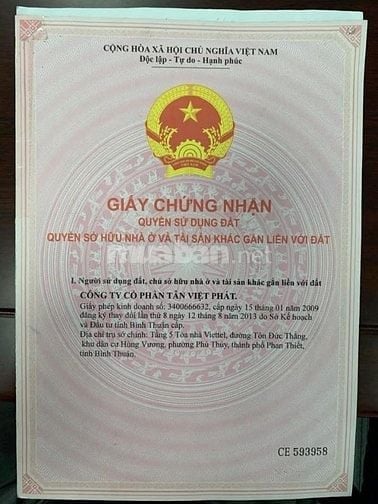 CỘNG HÒA XÃ HỘI CHỦ NGHĨA VIỆT NAM
Độc lập - Tự do - Hạnh phúc
VIỆT NAM
GIẤY CHỨNG NHẬN
QUYỀN SỬ DỤNG ĐẤT
QUYỀN SỞ HỮU NHÀ Ở VÀ TÀI SẢN KHÁC GẮN LIỀN VỚI ĐẤT
muaban.net
I. Người sử dụng đất, chủ sở hữu nhà ở và tài sản khác gắn liền với đất
CÔNG TY CỔ PHẦN TÂN VIỆT PHÁT.
Giấy phép kinh doanh số: 3400666632, cấp ngày 15 tháng 01 năm 2009
đăng ký thay đổi lần thứ 8 ngày 12 tháng 8 năm 2013 do Sở Kế hoạch
và Đầu tư tỉnh Bình Thuận cấp.
Địa chỉ trụ sở chính: Tầng 5 Tòa nhà Viettel, đường Tôn Đức Thắng,
khu dân cư Hùng Vương, phường Phú Thủy, thành phố Phan Thiết,
tỉnh Bình Thuận.
CE 593958